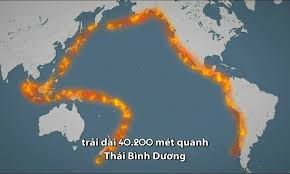 trải dài 40.200 mét quanh
Thái Bình Dương